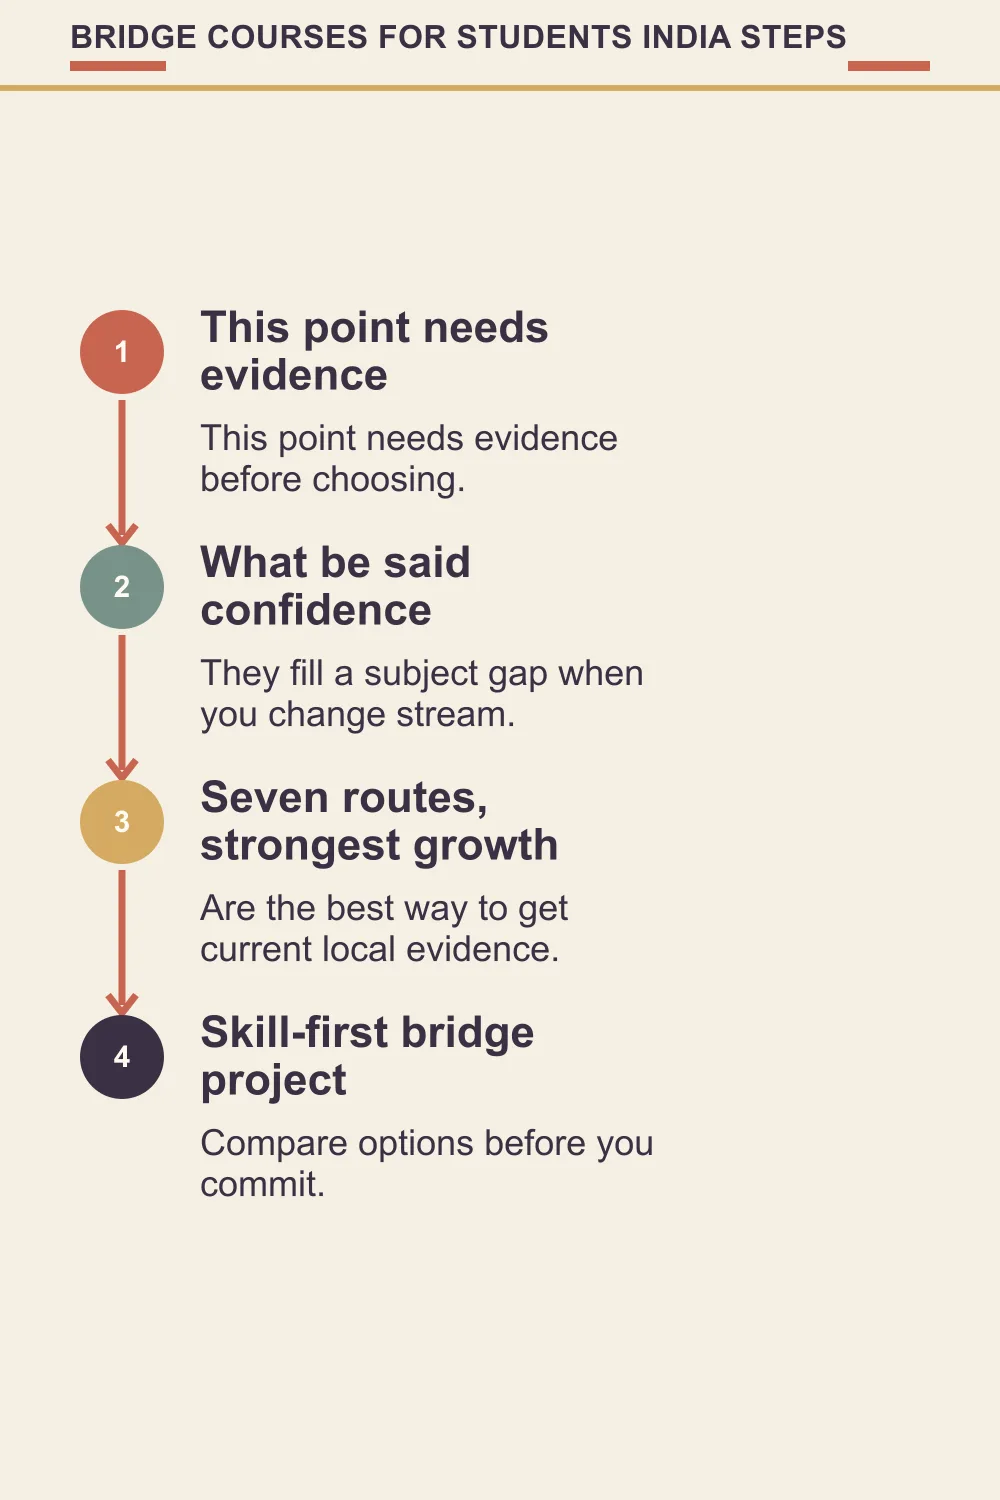 BRIDGE COURSES FOR STUDENTS INDIA STEPS
1
This point needs
evidence
This point needs evidence
before choosing.
2
What be said
confidence
They fill a subject gap when
you change stream.
3
Seven routes,
strongest growth
Are the best way to get
current local evidence.
4
Skill-first bridge
project
Compare options before you
commit.